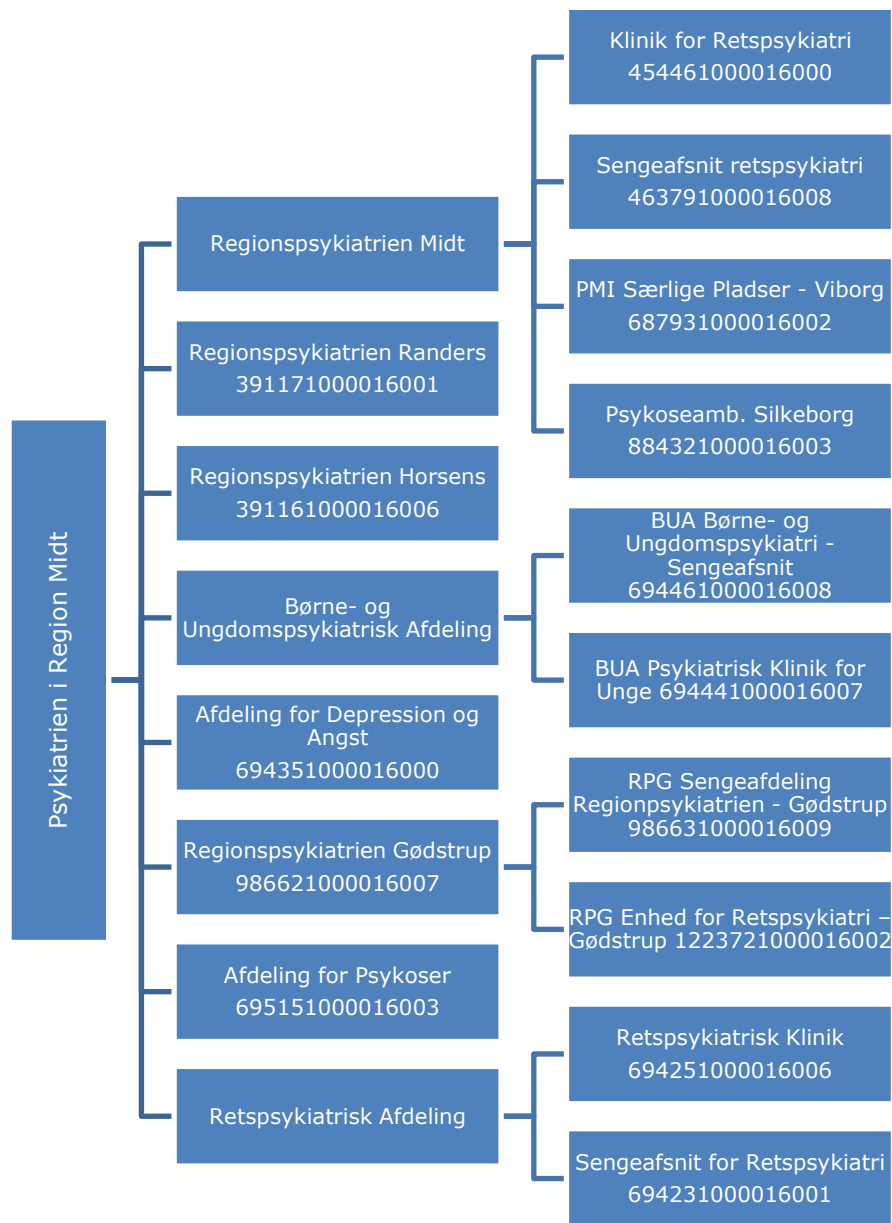 Psykiatrien i Region Midt
Regionspsykiatrien Midt
Klinik for Retspsykiatri
454461000016000
Sengeafsnit retspsykiatri
463791000016008
PMI Særlige Pladser - Viborg
687931000016002
Psykoseamb. Silkeborg
884321000016003
Regionspsykiatrien Randers
391171000016001
Regionspsykiatrien Horsens
391161000016006
Børne- og
Ungdomspsykiatrisk Afdeling
BUA Børne- og
Ungdomspsykiatri -
Sengeafsnit
694461000016008
BUA Psykiatrisk Klinik for
Unge 694441000016007
Afdeling for Depression og
Angst
694351000016000
Regionspsykiatrien Gødstrup
986621000016007
RPG Sengeafdeling
Regionpsykiatrien - Gødstrup
986631000016009
RPG Enhed for Retspsykiatri –
Gødstrup 1223721000016002
Afdeling for Psykoser
695151000016003
Retspsykiatrisk Afdeling
Retspsykiatrisk Klinik
694251000016006
Sengeafsnit for Retspsykiatri
694231000016001